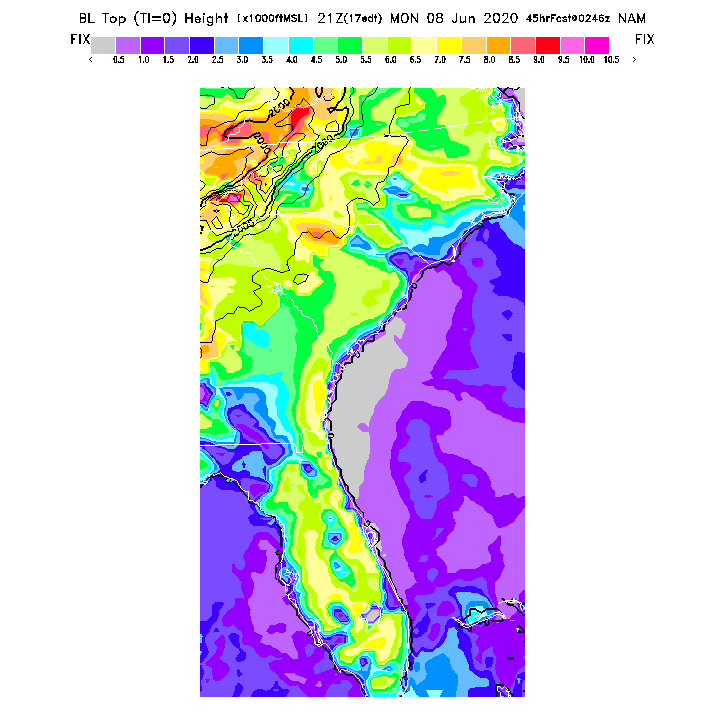 BL Top (TI=0) Height [x1000ftMSL] 21Z(17edt) MON 08 Jun 2020 45hrFcst@0246z NAM
FIX FIX
< 0.5 1.0 1.5 2.0 2.5 3.0 3.5 4.0 4.5 5.0 5.5 6.0 6.5 7.0 7.5 8.0 8.5 9.0 9.5 10.0 10.5 >
2000
2000
2000